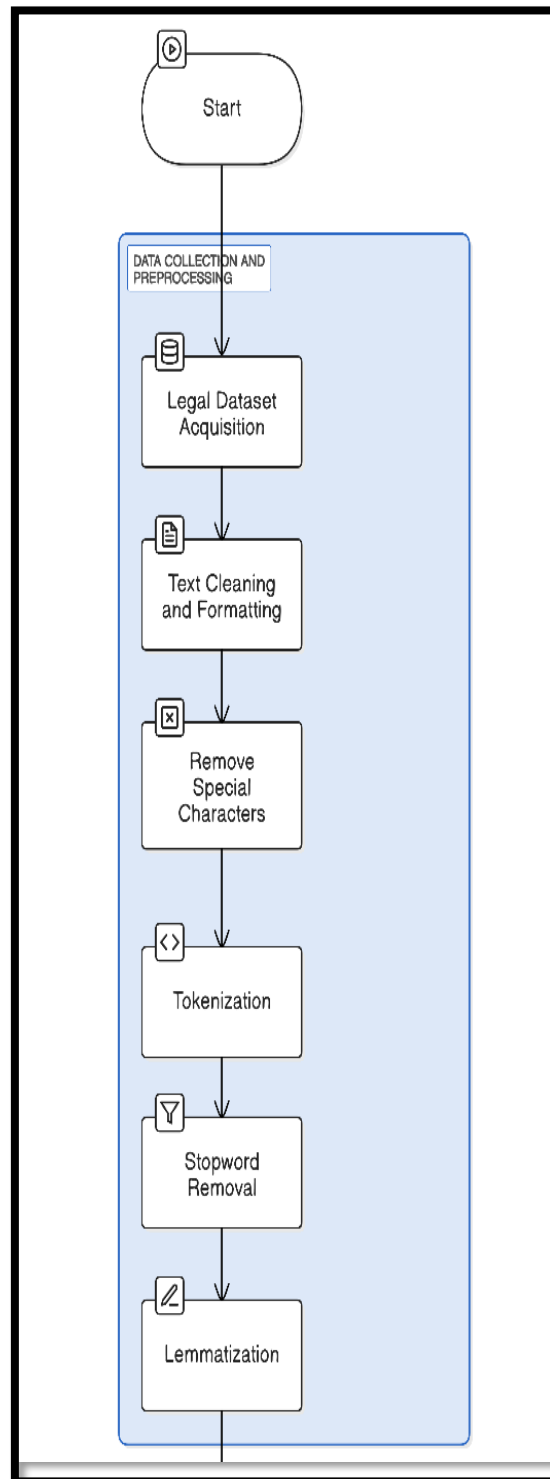 Start
DATA COLLECTION AND
PREPROCESSING
Legal Dataset
Acquisition
Text Cleaning
and Formatting
Remove
Special
Characters
Tokenization
Stopword
Removal
Lemmatization